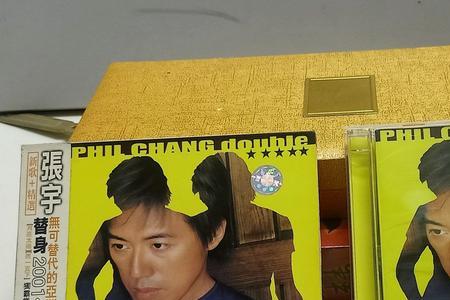 PHIL CHANG double
★★★★★
PHIL CHANG
張宇
新歌+精選
替身
2001
無可替代的亞